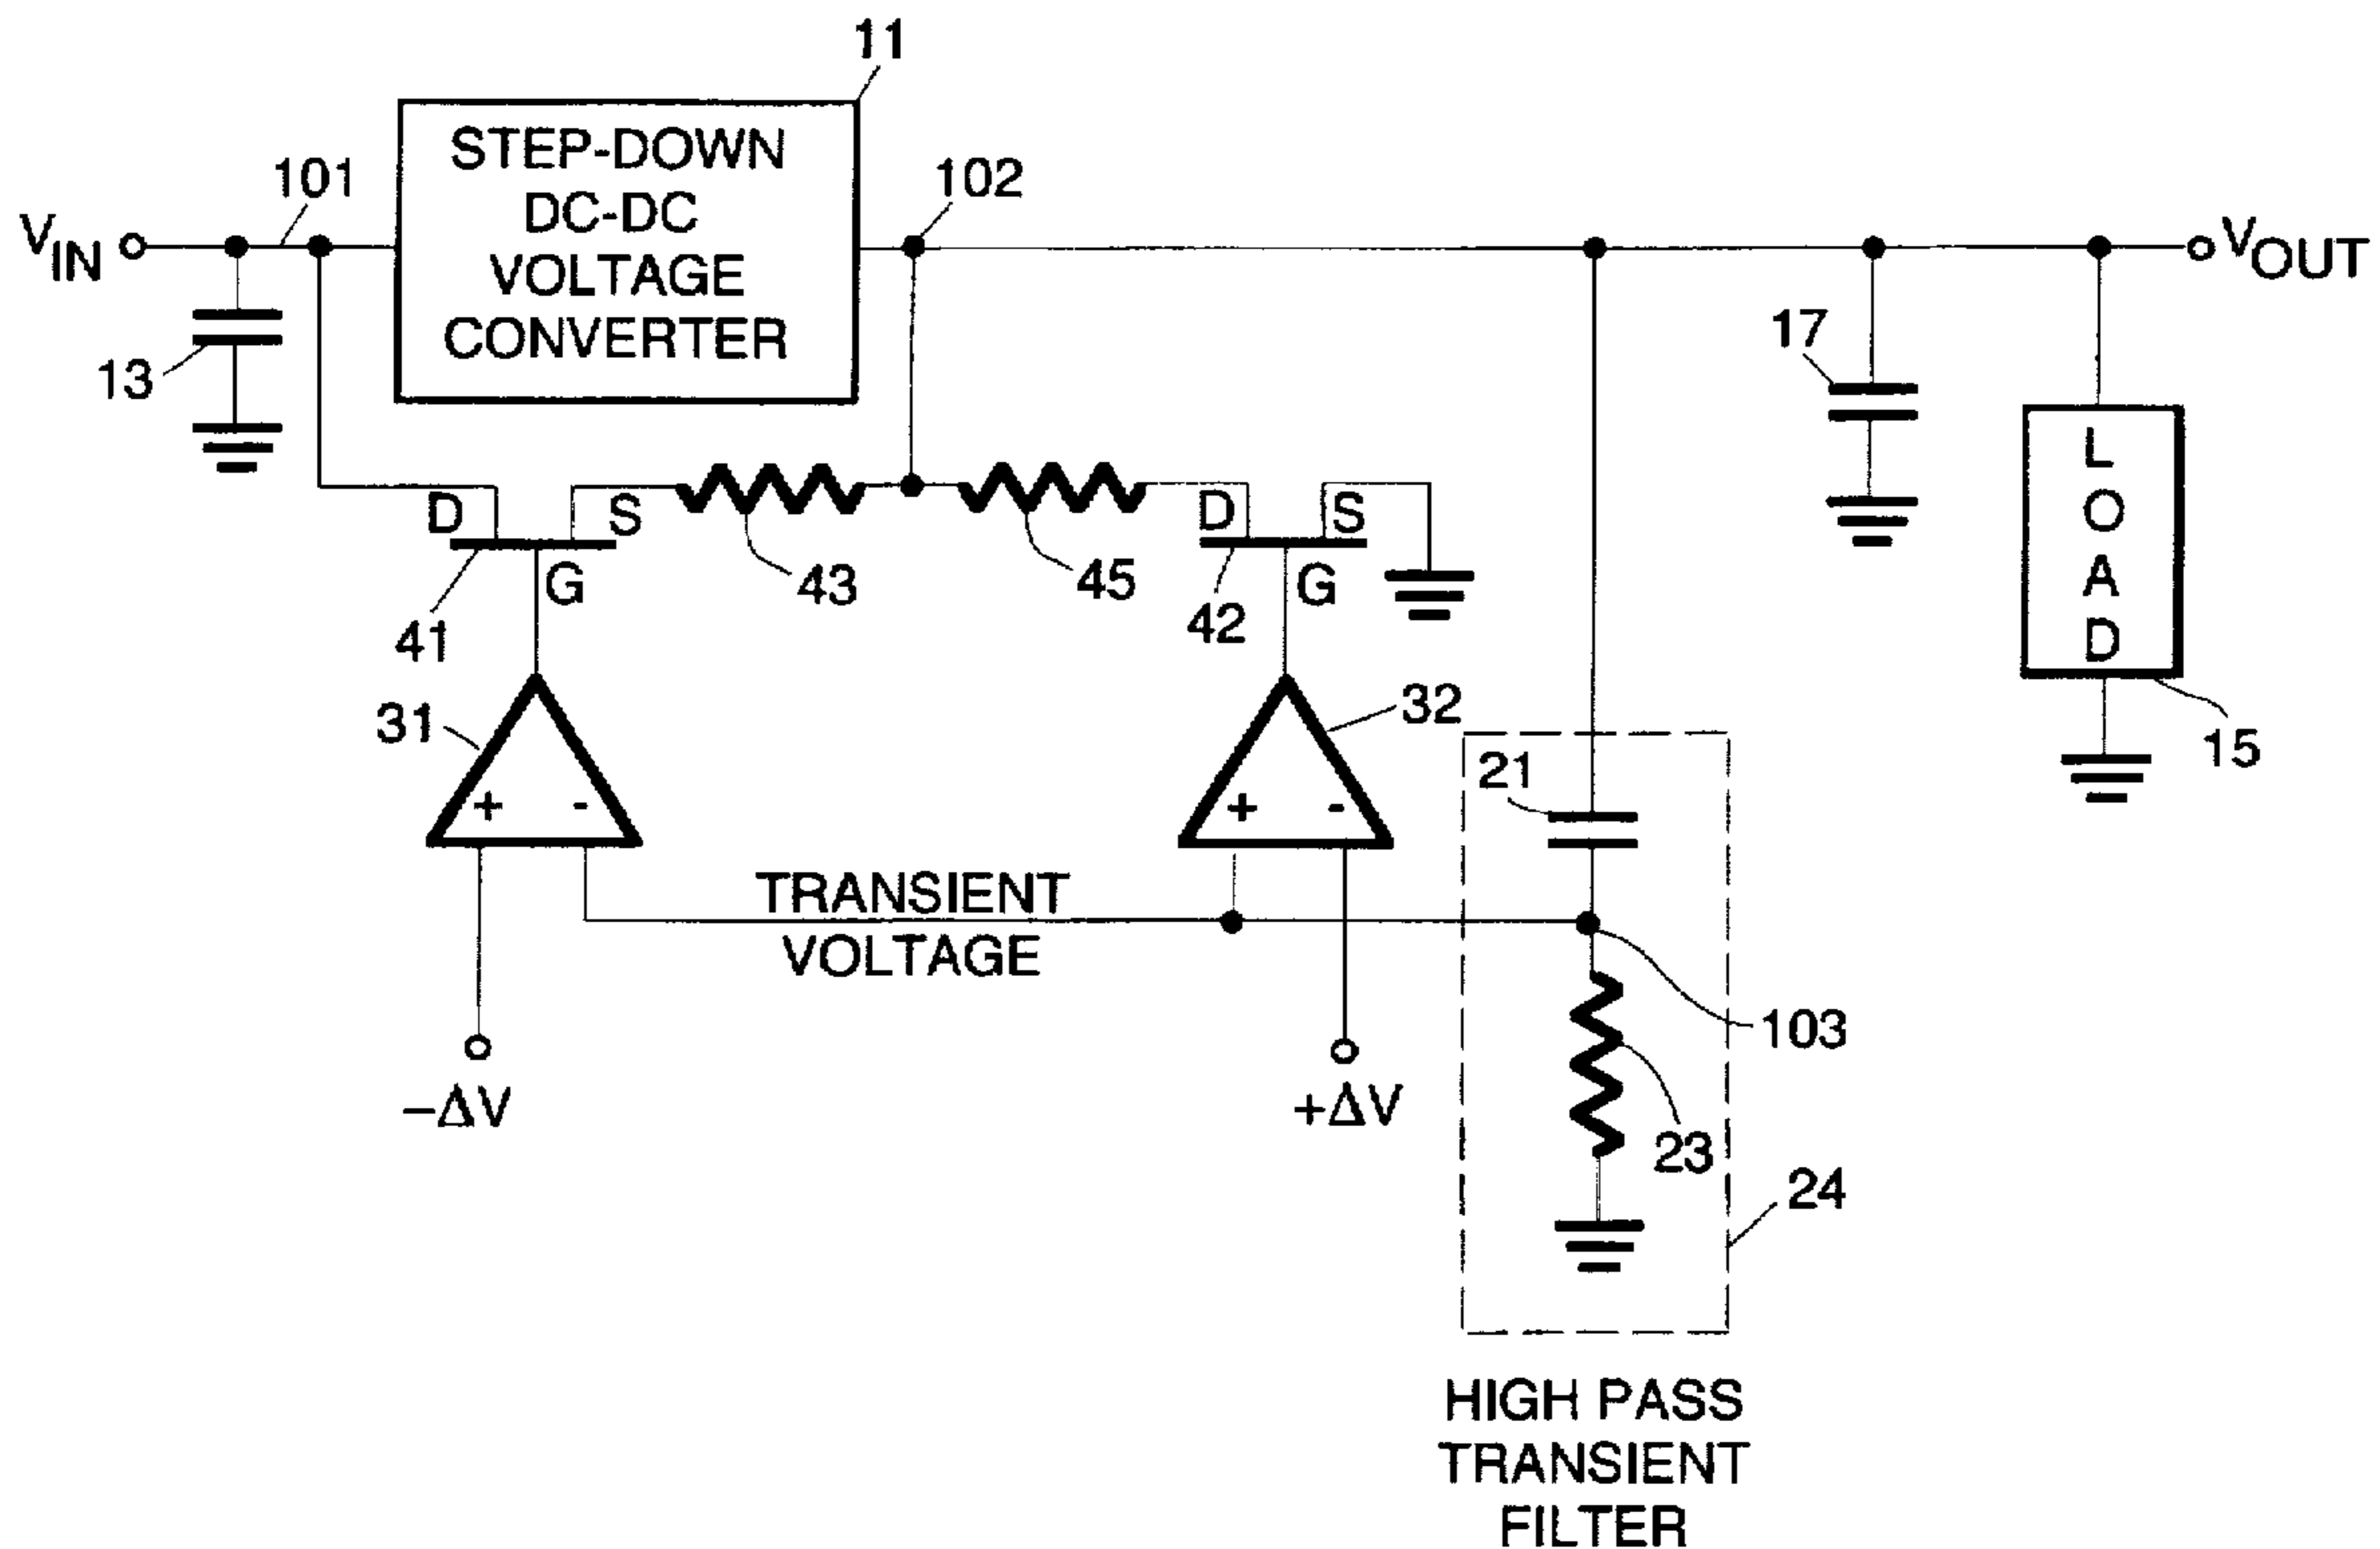 11
STEP-DOWN
DC-DC
VOLTAGE
CONVERTER
101
102
VIN
VOUT
13
17
LOAD
D
S
G
41
43
45
D
S
G
42
31
32
15
+ -
+ -
21
TRANSIENT
VOLTAGE
103
–ΔV
+ΔV
23
24
HIGH PASS
TRANSIENT
FILTER